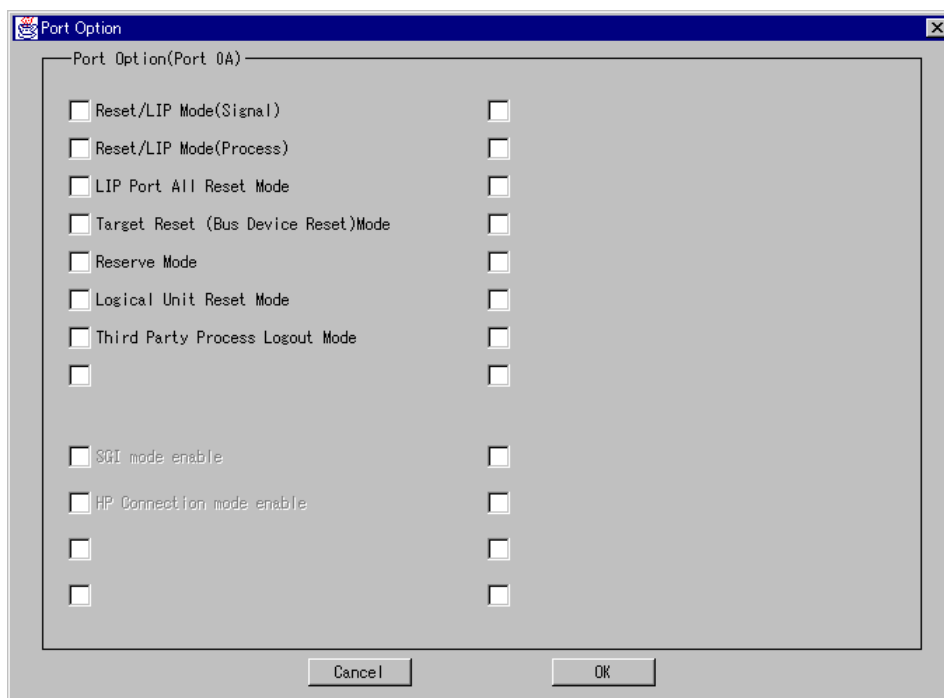 Port Option
Port Option(Port 0A)
Reset/LIP Mode(Signal)
Reset/LIP Mode(Process)
LIP Port All Reset Mode
Target Reset (Bus Device Reset)Mode
Reserve Mode
Logical Unit Reset Mode
Third Party Process Logout Mode
SGI mode enable
HP Connection mode enable
Cancel
OK